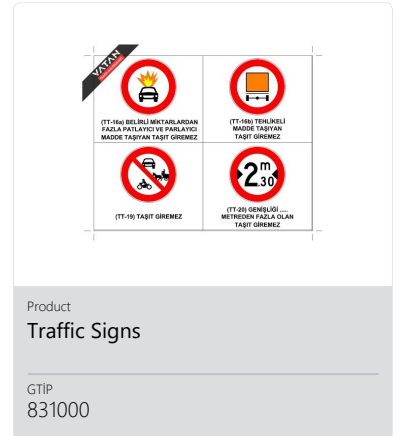 VATAN
(TT-16a) BELİRLİ MİKTARLARDAN
FAZLA PATLAYICI VE PARLAYICI
MADDE TAŞIYAN TAŞIT GİREMEZ
(TT-16b) TEHLİKELİ
MADDE TAŞIYAN
TAŞIT GİREMEZ
(TT-19) TAŞIT GİREMEZ
2 m
.30
(TT-20) GENİŞLİĞİ .....
METREDEN FAZLA OLAN
TAŞIT GİREMEZ
Product
Traffic Signs
GTİP
831000